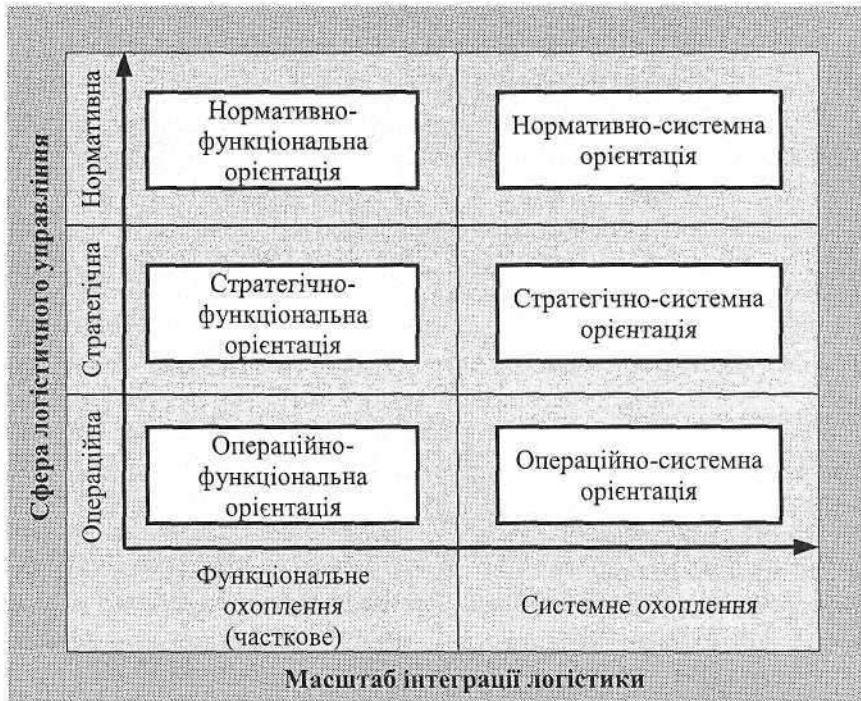 Сфера логістичного управління
Нормативна
Нормативно-
функціональна
орієнтація
Нормативно-системна
орієнтація
Стратегічна
Стратегічно-
функціональна
орієнтація
Стратегічно-системна
орієнтація
Операційна
Операційно-
функціональна
орієнтація
Операційно-системна
орієнтація
Функціональне
охоплення
(часткове)
Системне охоплення
Масштаб інтеграції логістики